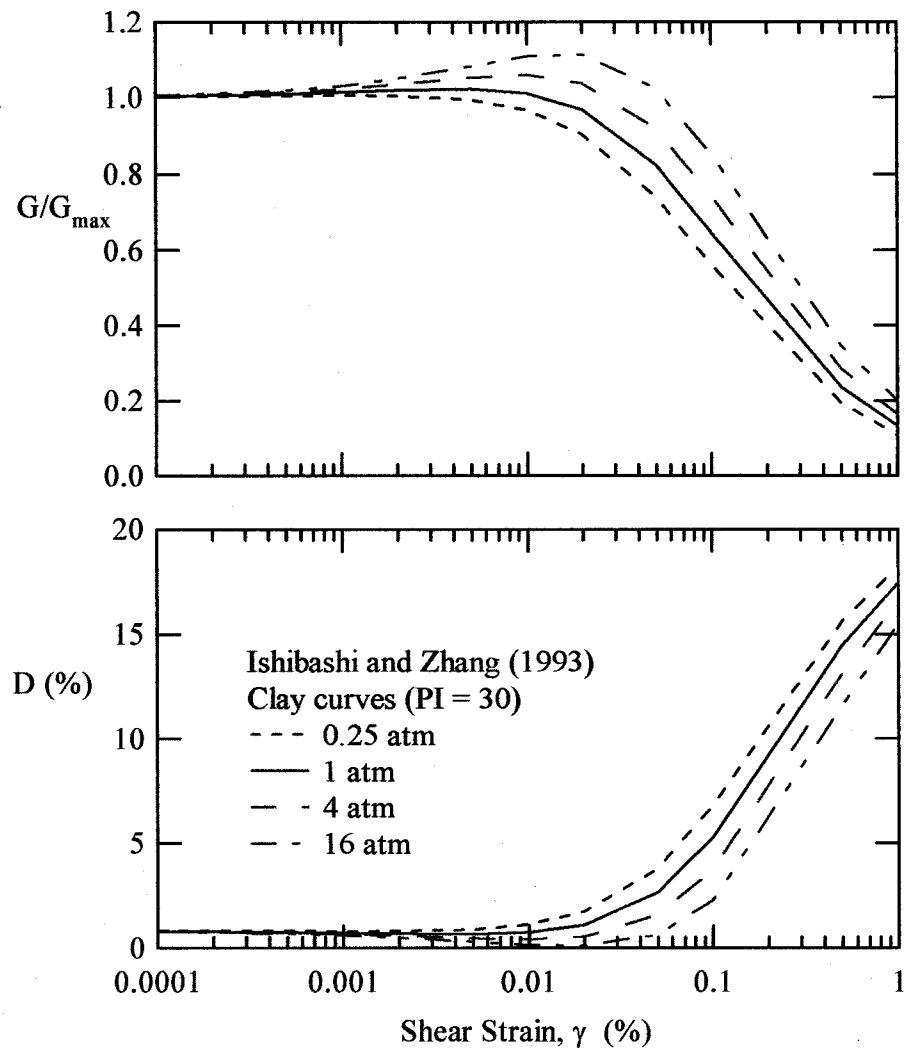 1.2
1.0
0.8
G/Gmax
0.6
0.4
0.2
0.0
20
15
D (%)
10
5
0
Ishibashi and Zhang (1993)
Clay curves (PI = 30)
0.25 atm
1 atm
4 atm
16 atm
0.0001 0.001 0.01 0.1 1
Shear Strain, γ (%)